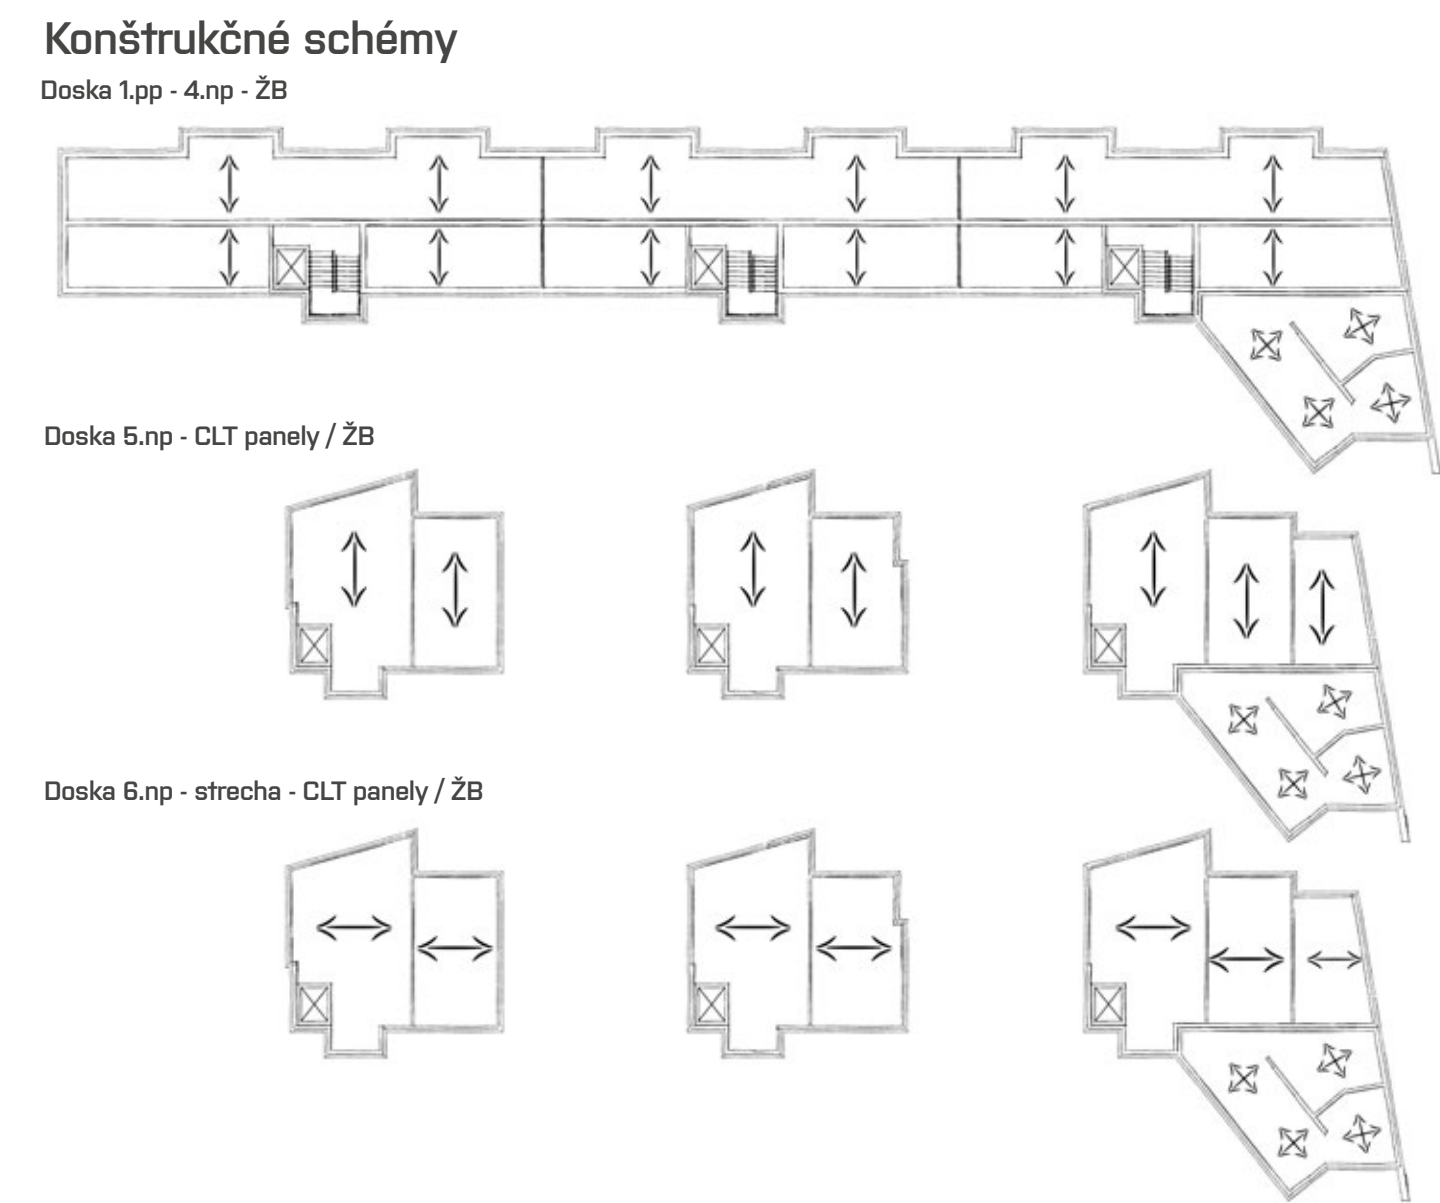 Konštrukčné schémy
Doska 1.pp - 4.np - ŽB
Doska 5.np - CLT panely / ŽB
Doska 6.np - strecha - CLT panely / ŽB